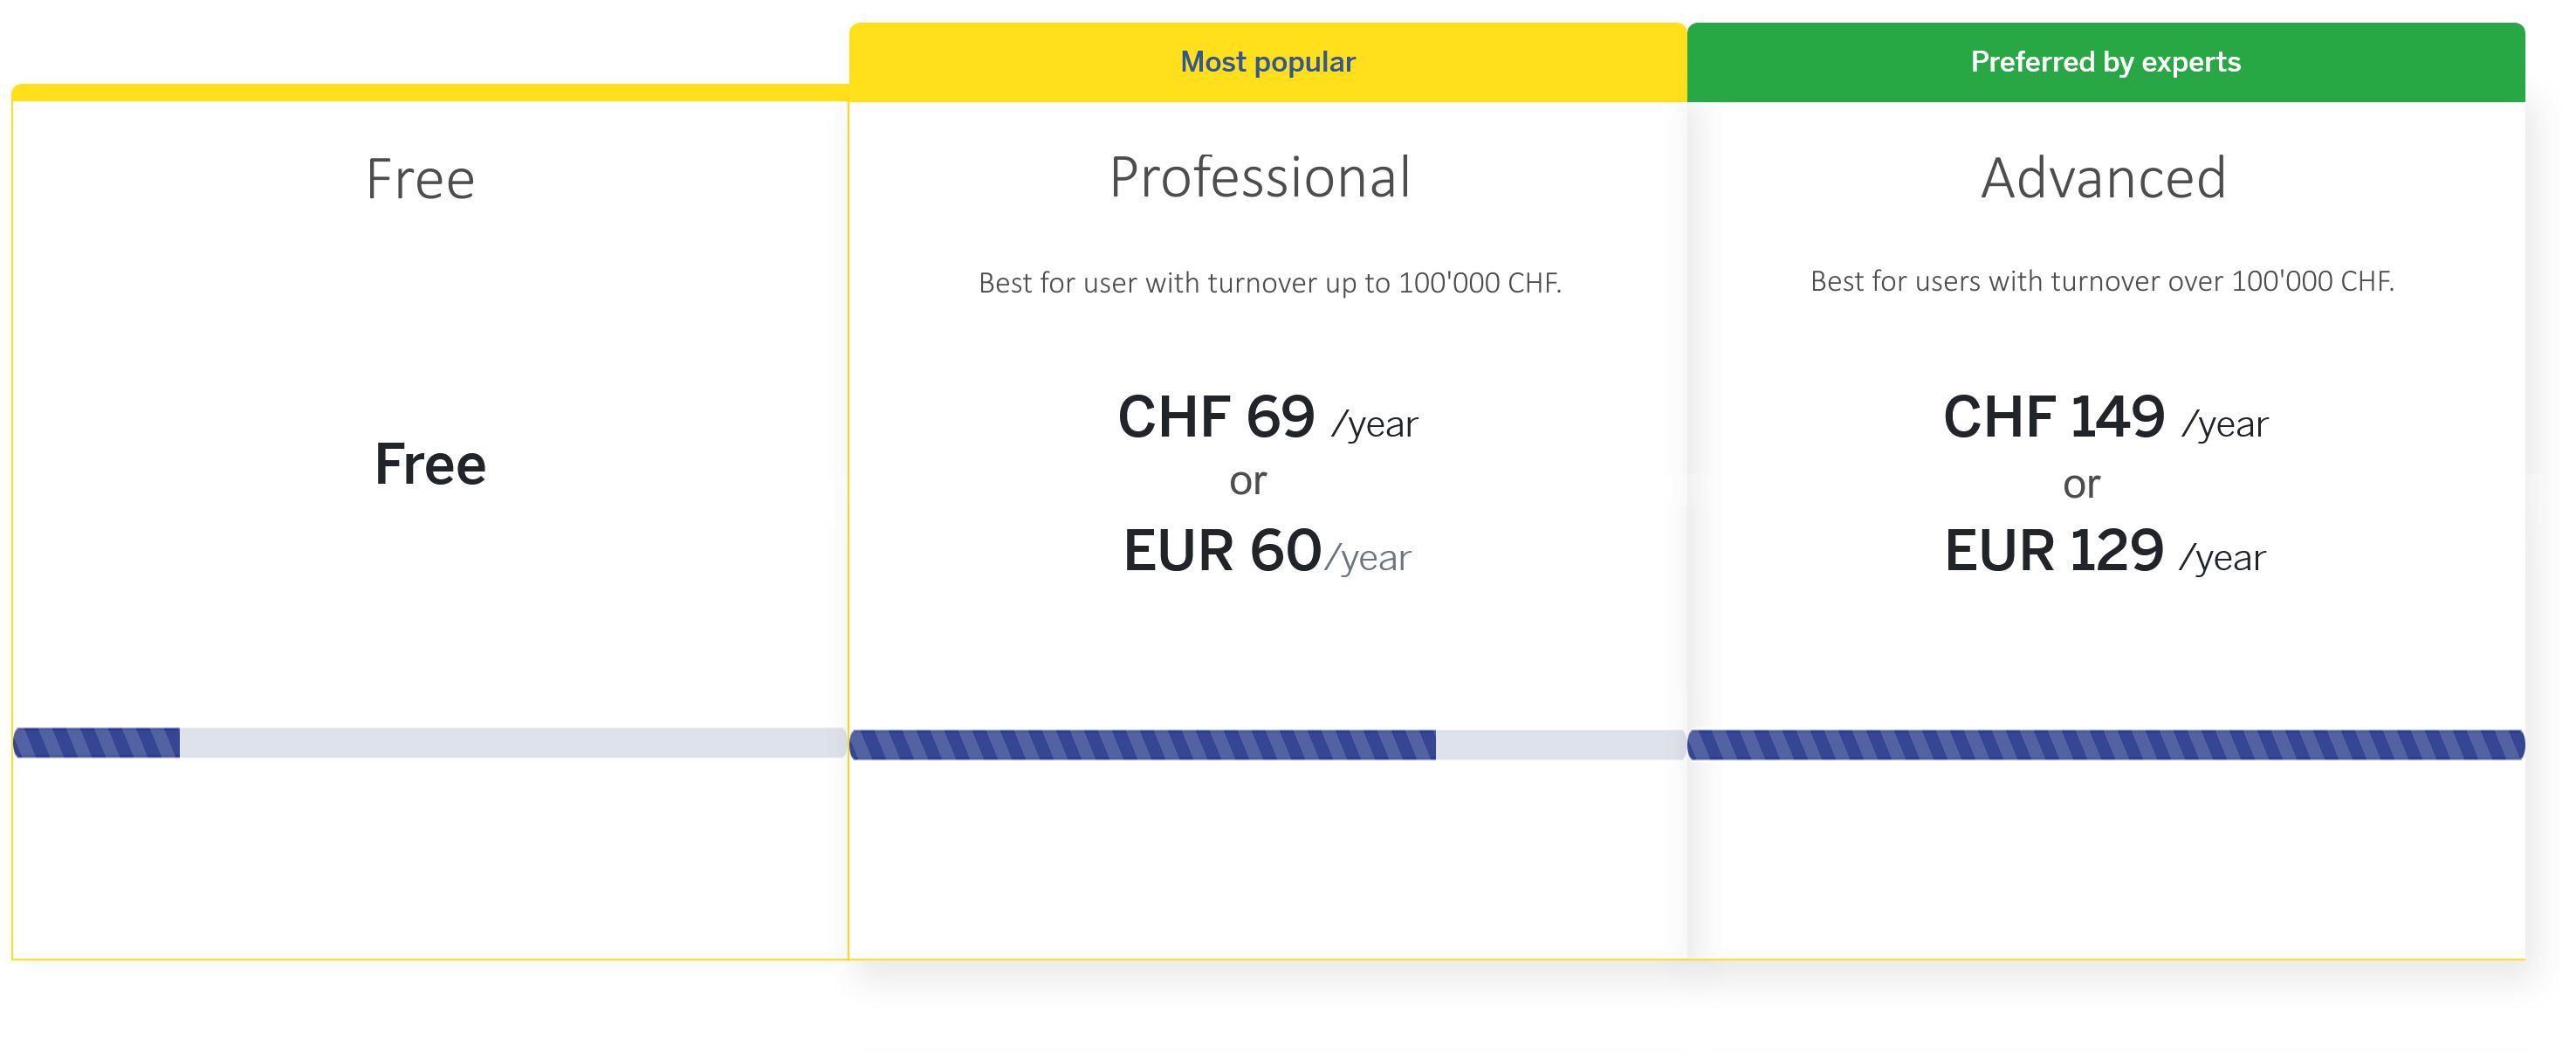 Most popular
Preferred by experts
Free
Professional
Advanced
Best for user with turnover up to 100'000 CHF.
Best for users with turnover over 100'000 CHF.
Free
CHF 69 /year
or
EUR 60/year
CHF 149 /year
or
EUR 129 /year